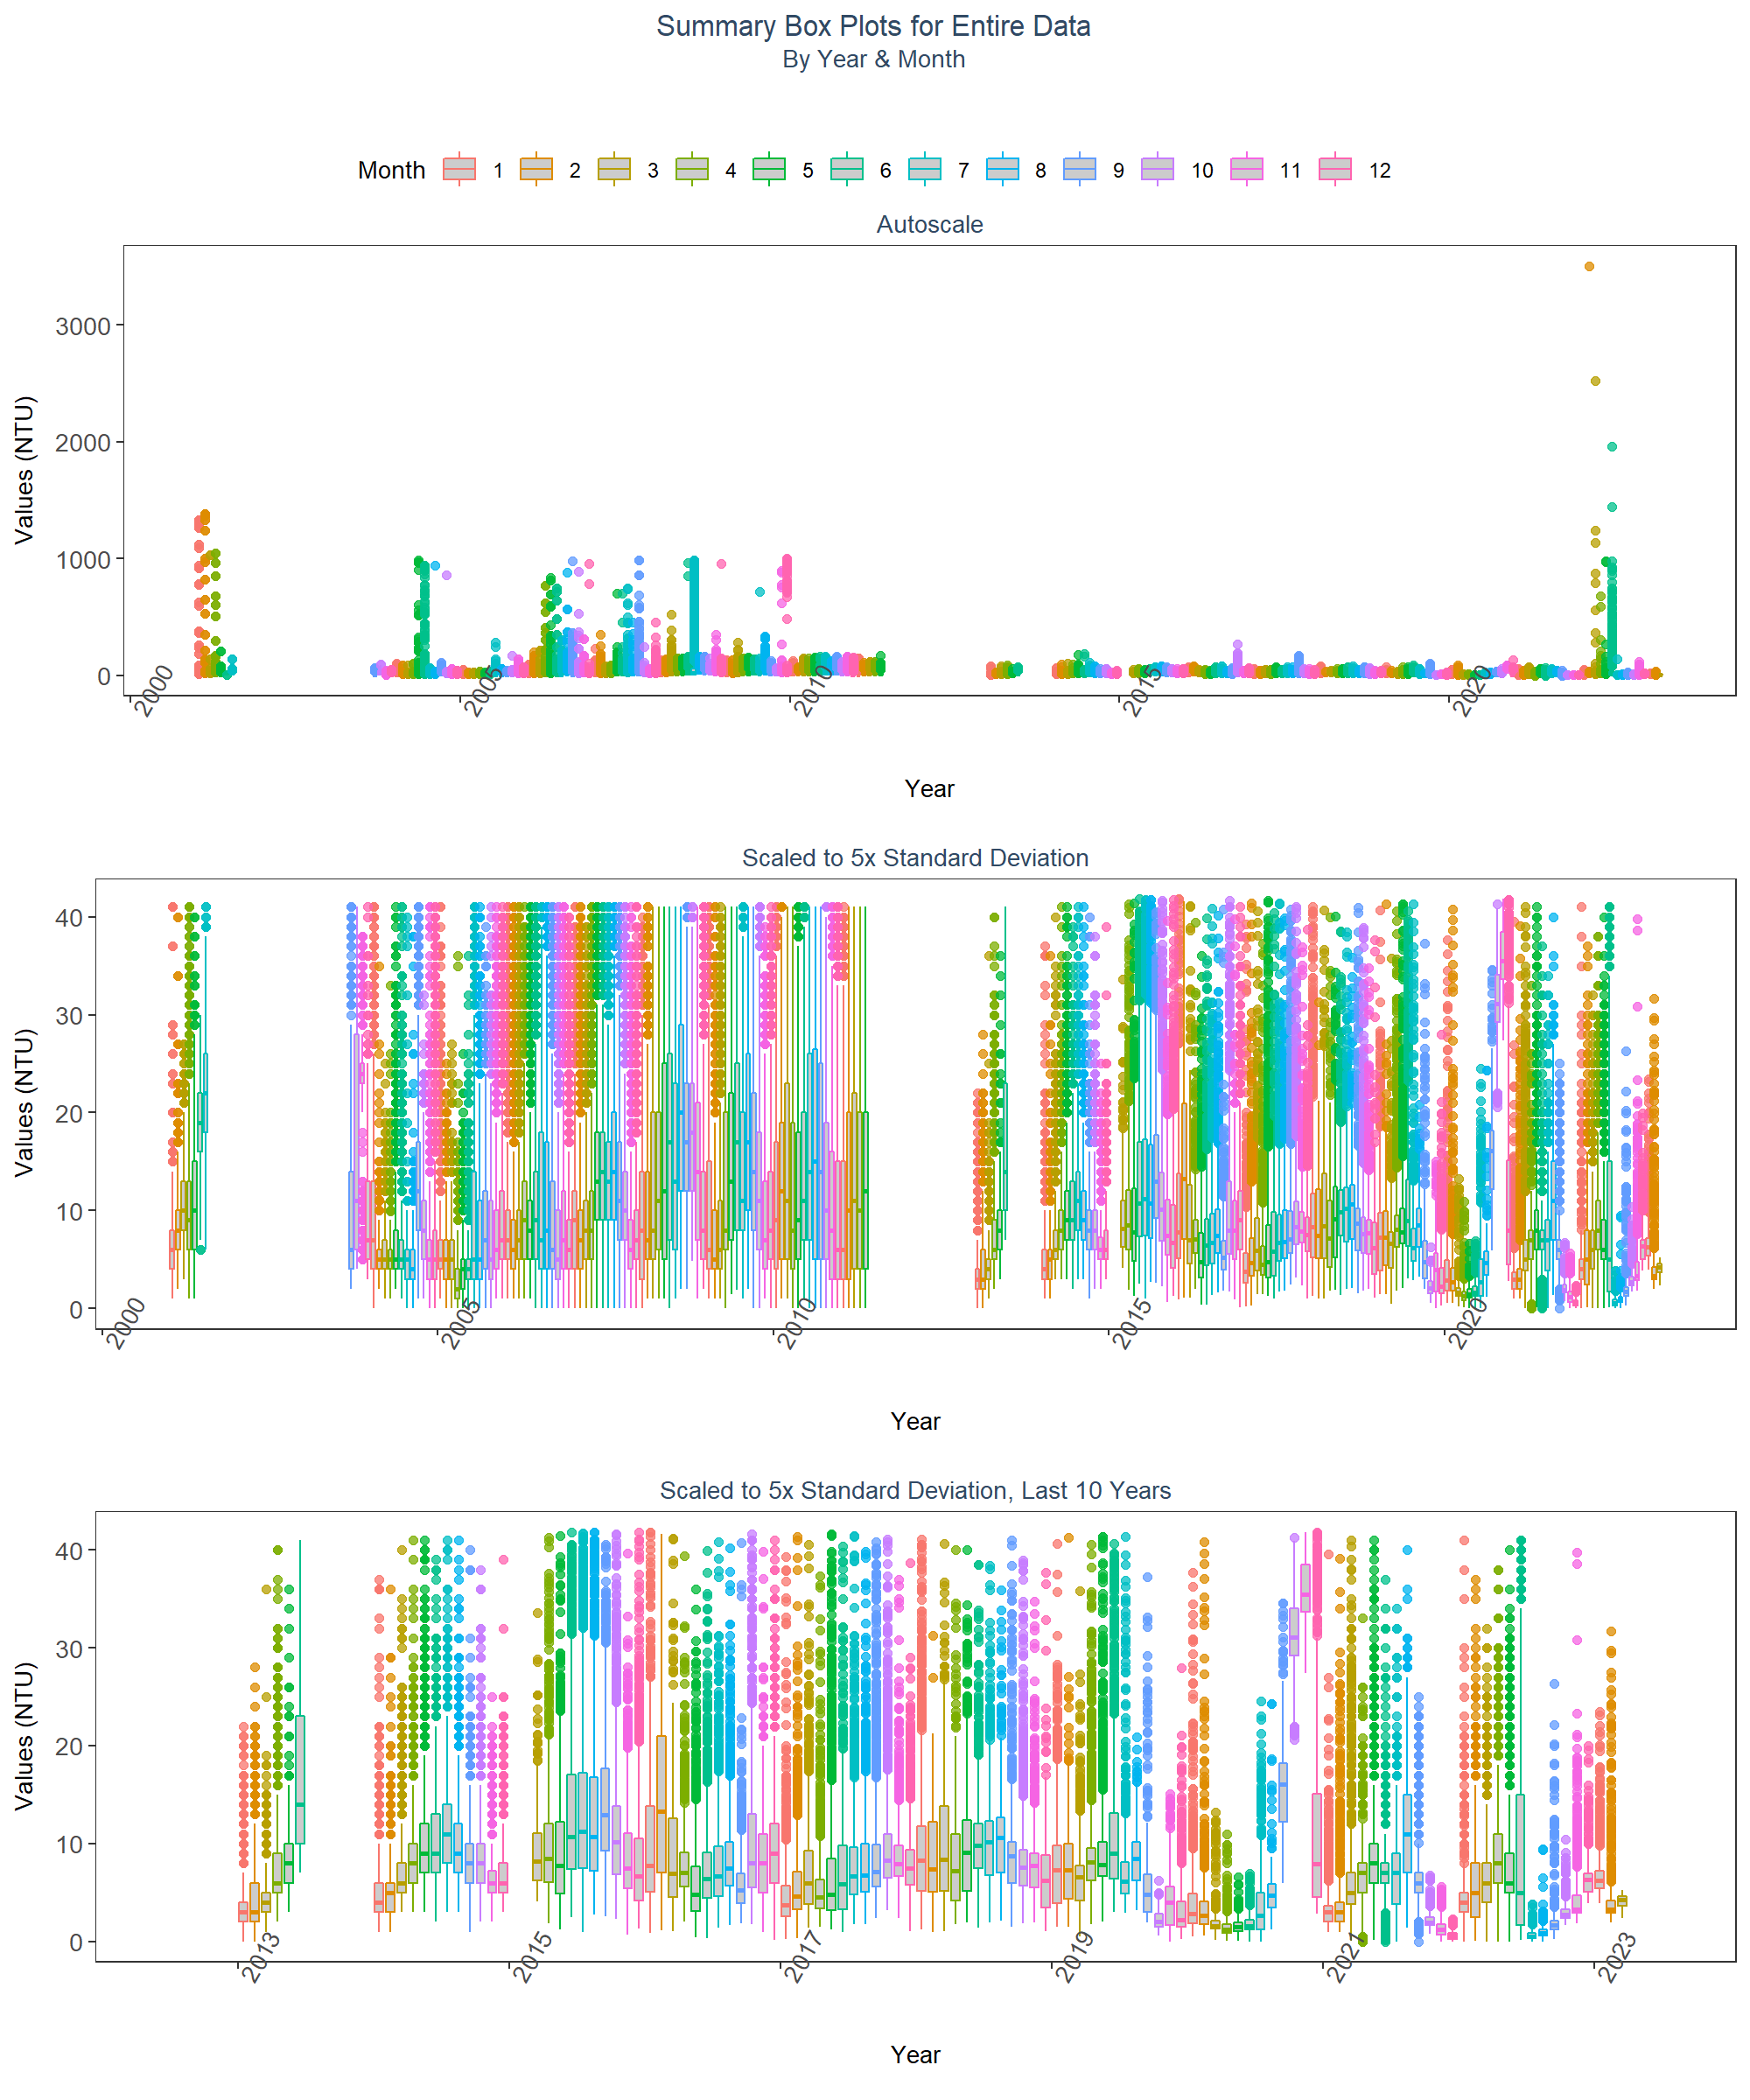 Summary Box Plots for Entire Data
By Year & Month
Month 1 2 3 4 5 6 7 8 9 10 11 12
Autoscale
Values (NTU)
3000
2000
1000
0
2000 2005 2010 2015 2020
Year
Scaled to 5x Standard Deviation
Values (NTU)
40
30
20
10
0
2000 2005 2010 2015 2020
Year
Scaled to 5x Standard Deviation, Last 10 Years
Values (NTU)
40
30
20
10
0
2013 2015 2017 2019 2021 2023
Year